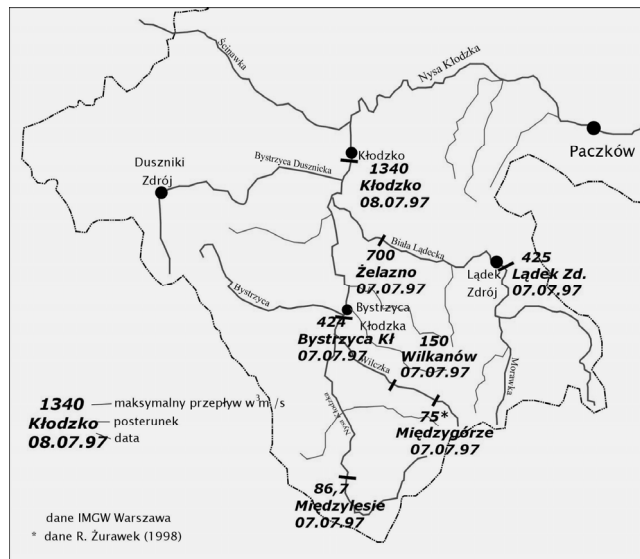 Ścinawka
Nysa Kłodzka
Paczków
Kłodzko
1340
Kłodzko
08.07.97
Duszniki
Zdrój
Bystrzyca Dusznicka
Biała Lądecka
700
Żelazno
07.07.97
425
Lądek Zd.
07.07.97
Lądek
Zdrój
Bystrzyca
Bystrzyca
Kłodzka
424
Bystrzyca Kł
07.07.97
150
Wilkanów
07.07.97
Wilczka
Morawka
75*
Międzygórze
07.07.97
Nysa Kłodzka
86,7
Międzylesie
07.07.97
1340 maksymalny przepływ w m³/s
Kłodzko posterunek
08.07.97 data
dane IMGW Warszawa
* dane R. Żurawek (1998)